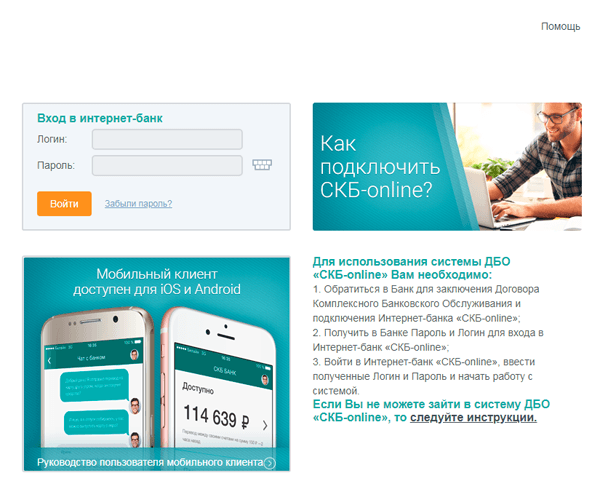 Помощь
Вход в интернет-банк
Логин:
Пароль:
Войти
Забыли пароль?
Как
подключить
СКБ-online?
Мобильный клиент
доступен для iOS и Android
Чат с банком
СКБ БАНК
Доступно
114 639 ₽
Руководство пользователя мобильного клиента
Для использования системы ДБО
«СКБ-online» Вам необходимо:
1. Обратиться в Банк для заключения Договора
Комплексного Банковского Обслуживания и
подключения Интернет-банка «СКБ-online»;
2. Получить в Банке Пароль и Логин для входа в
Интернет-банк «СКБ-online»;
3. Войти в Интернет-банк «СКБ-online», ввести
полученные Логин и Пароль и начать работу с
системой.
Если Вы не можете зайти в систему ДБО
«СКБ-online», то следуйте инструкции.